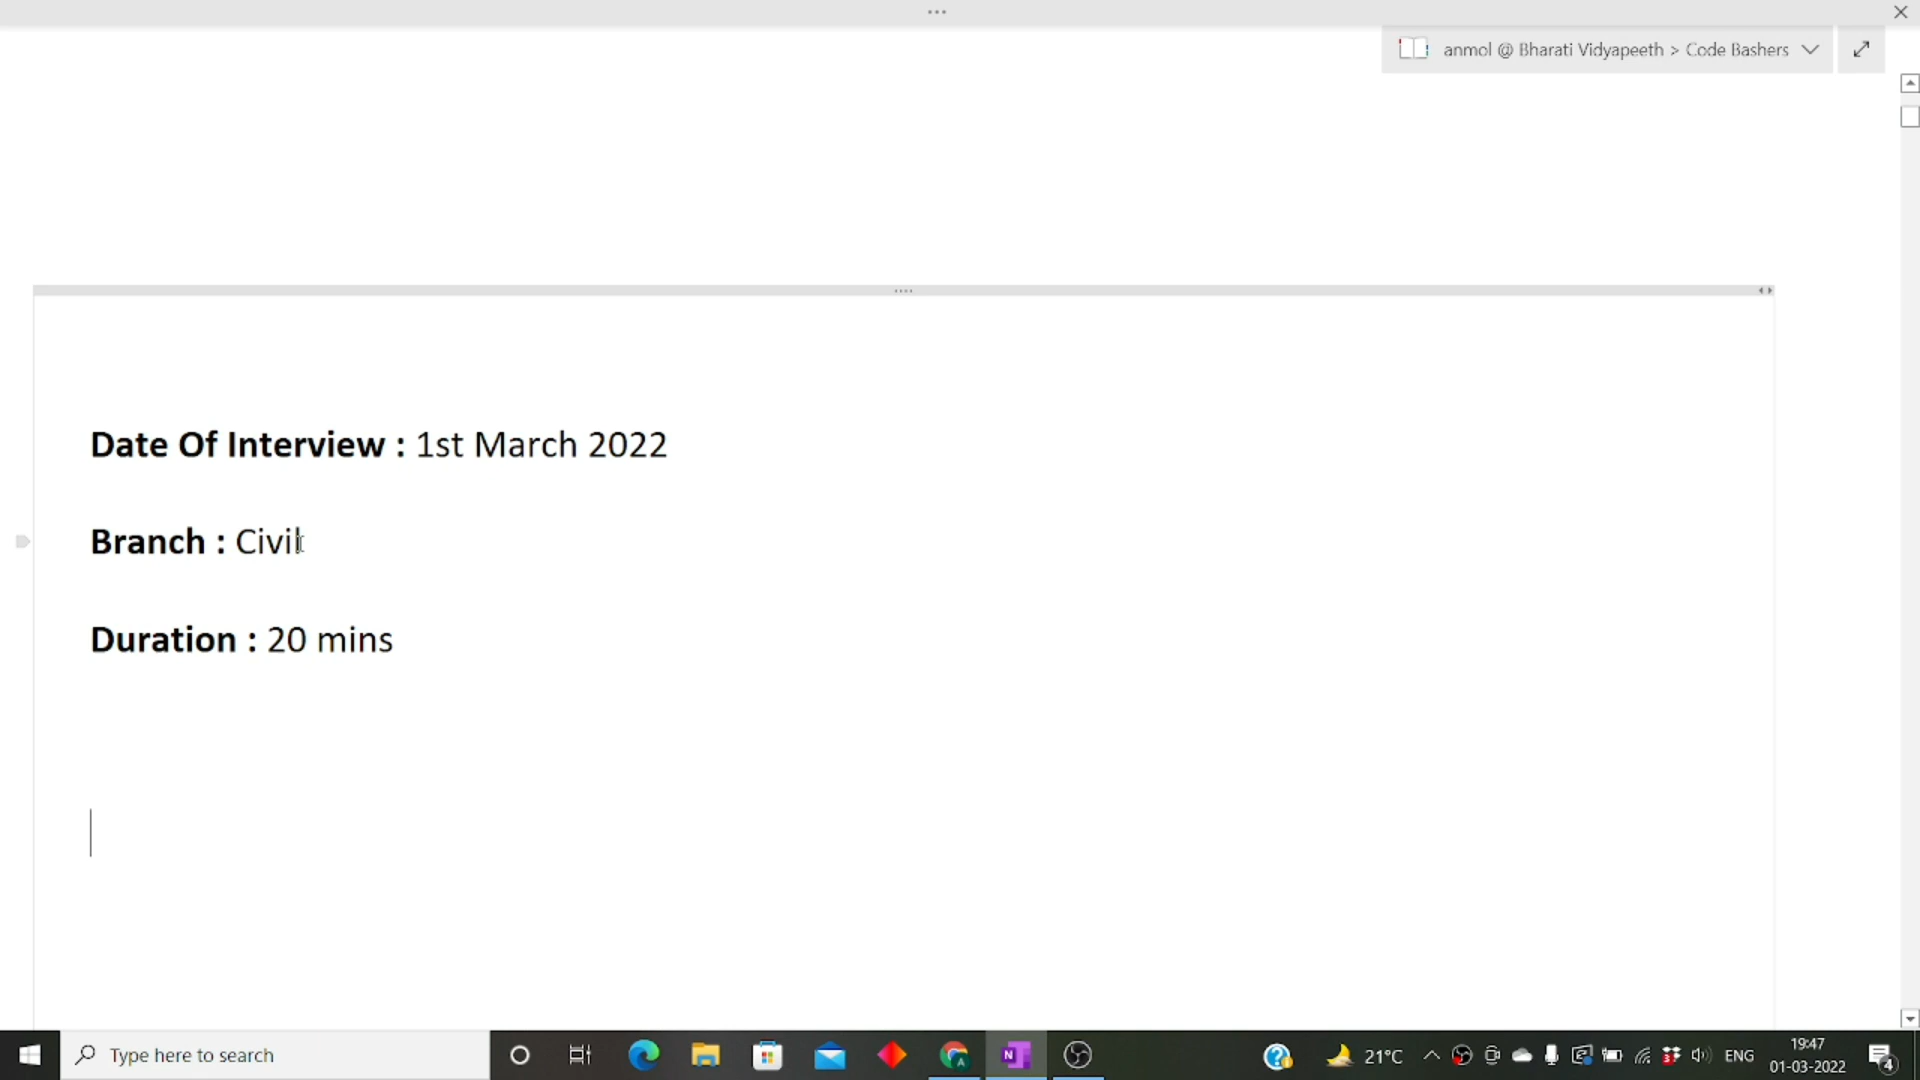 anmol @ Bharati Vidyapeeth > Code Bashers
Date Of Interview : 1st March 2022
Branch : Civil
Duration : 20 mins
Type here to search
21°C
ENG
19:47
01-03-2022
4